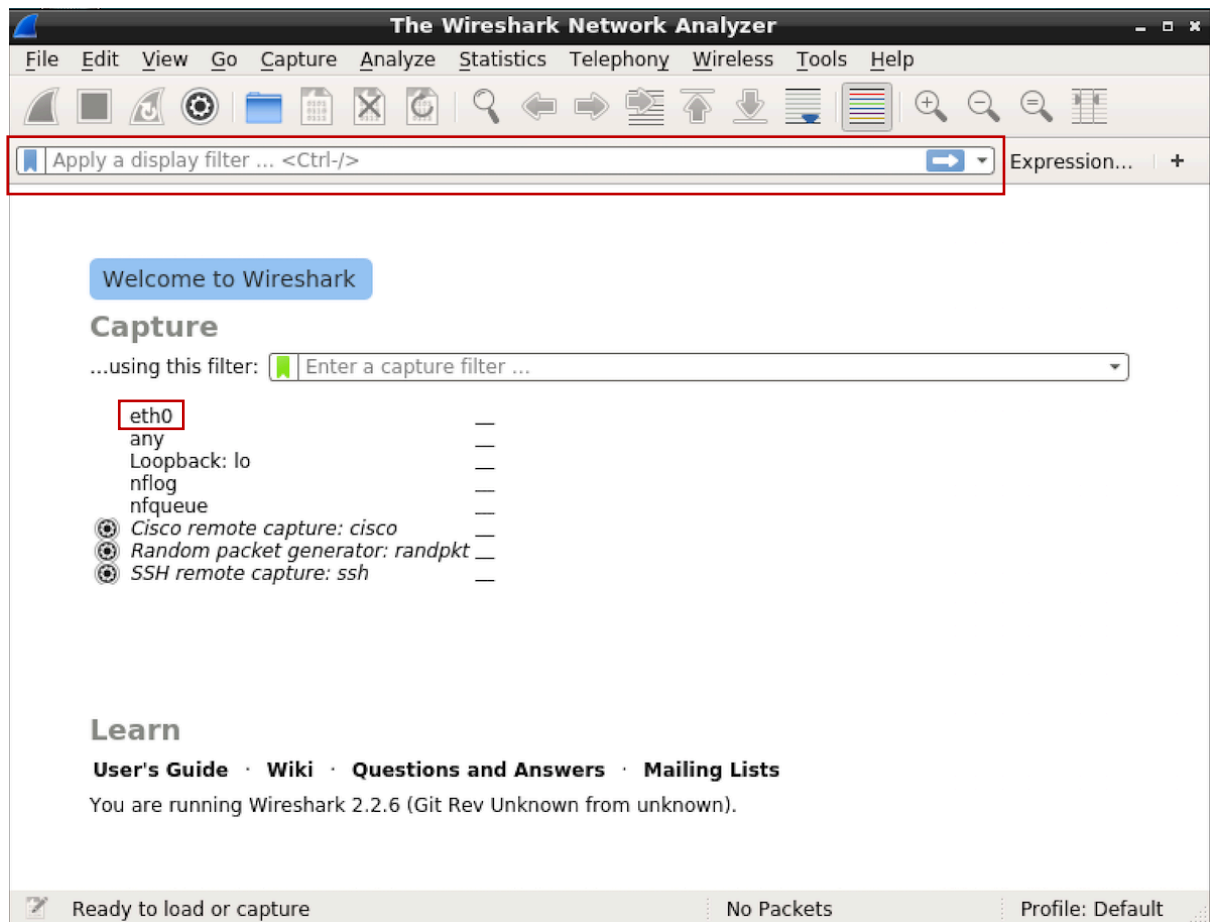 The Wireshark Network Analyzer
File Edit View Go Capture Analyze Statistics Telephony Wireless Tools Help
Apply a display filter ... <Ctrl-/> Expression... +
Welcome to Wireshark
Capture
...using this filter: Enter a capture filter ...
eth0
any
Loopback: lo
nflog
nfqueue
Cisco remote capture: cisco
Random packet generator: randpkt
SSH remote capture: ssh
Learn
User's Guide · Wiki · Questions and Answers · Mailing Lists
You are running Wireshark 2.2.6 (Git Rev Unknown from unknown).
Ready to load or capture No Packets Profile: Default